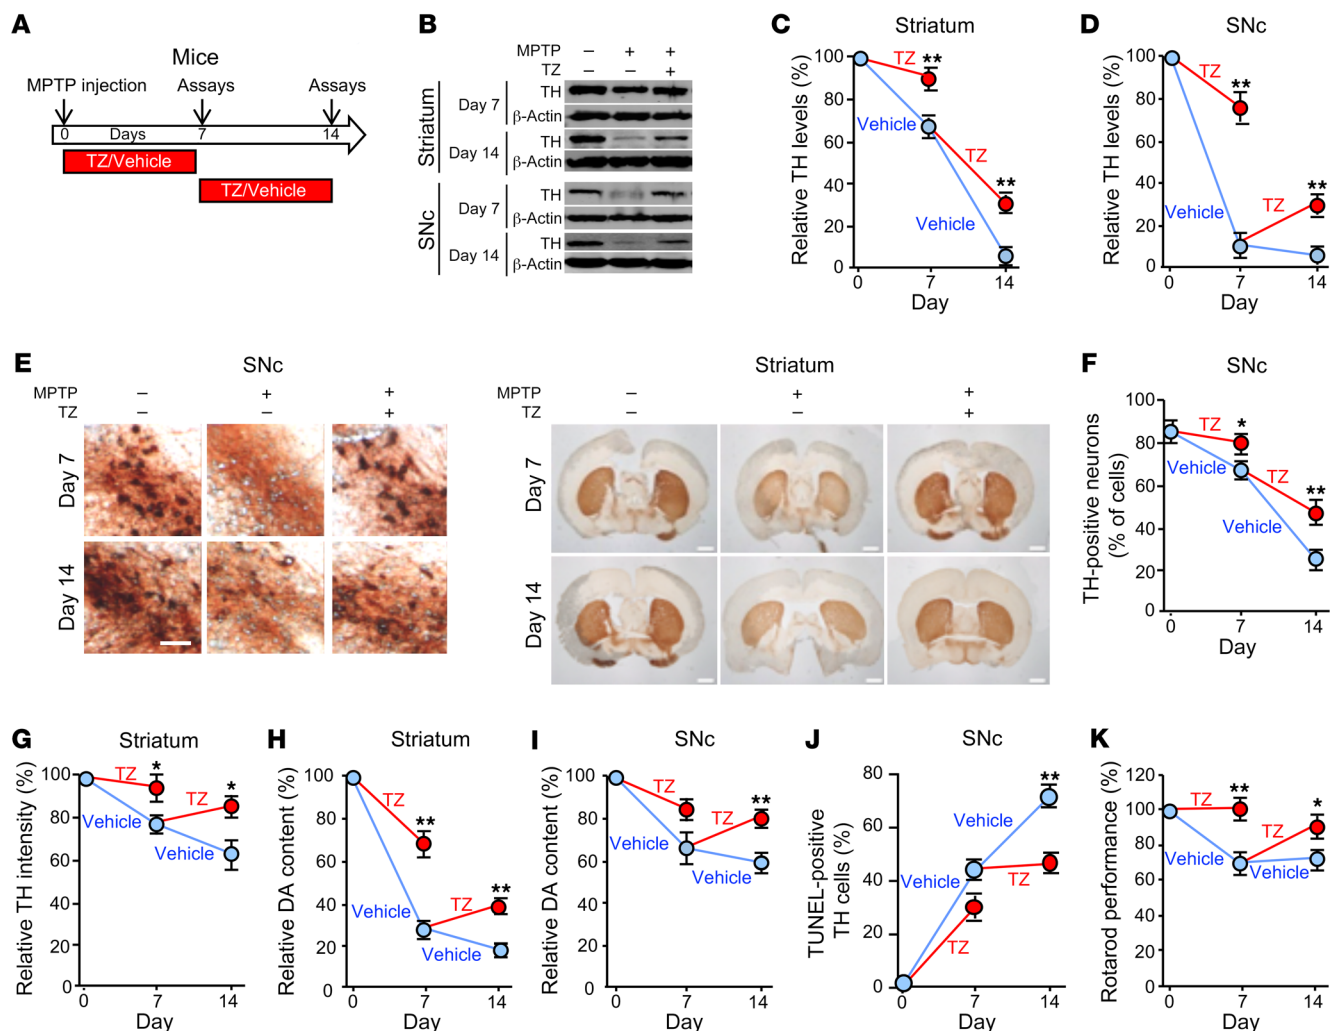 A
Mice
MPTP injection Assays Assays
0 Days 7 14
TZ/Vehicle
TZ/Vehicle
B
MPTP – + +
TZ – – +
Striatum
Day 7
TH
β-Actin
Day 14
TH
β-Actin
SNc
Day 7
TH
β-Actin
Day 14
TH
β-Actin
C
Striatum
Relative TH levels (%)
100
80
60
40
20
0
TZ
**
Vehicle
TZ
**
Vehicle
0 7 14
Day
D
SNc
Relative TH levels (%)
100
80
60
40
20
0
TZ
**
Vehicle
TZ
**
0 7 14
Day
E
SNc
MPTP – + +
TZ – – +
Day 7
Day 14
Striatum
MPTP – + +
TZ – – +
Day 7
Day 14
F
SNc
TH-positive neurons
(% of cells)
100
80
60
40
20
0
TZ
*
Vehicle
TZ
**
Vehicle
0 7 14
Day
G
Striatum
Relative TH intensity (%)
100
80
60
40
20
0
TZ
*
Vehicle
TZ
*
Vehicle
0 7 14
Day
H
Striatum
Relative DA content (%)
100
80
60
40
20
0
TZ
**
Vehicle
TZ
**
Vehicle
0 7 14
Day
I
SNc
Relative DA content (%)
100
80
60
40
20
0
TZ
Vehicle
TZ
**
Vehicle
0 7 14
Day
J
SNc
TUNEL-positive
TH cells (%)
80
60
40
20
0
Vehicle
**
Vehicle
TZ
TZ
0 7 14
Day
K
Rotarod performance (%)
120
100
80
60
40
20
0
TZ
**
Vehicle
TZ
*
Vehicle
0 7 14
Day